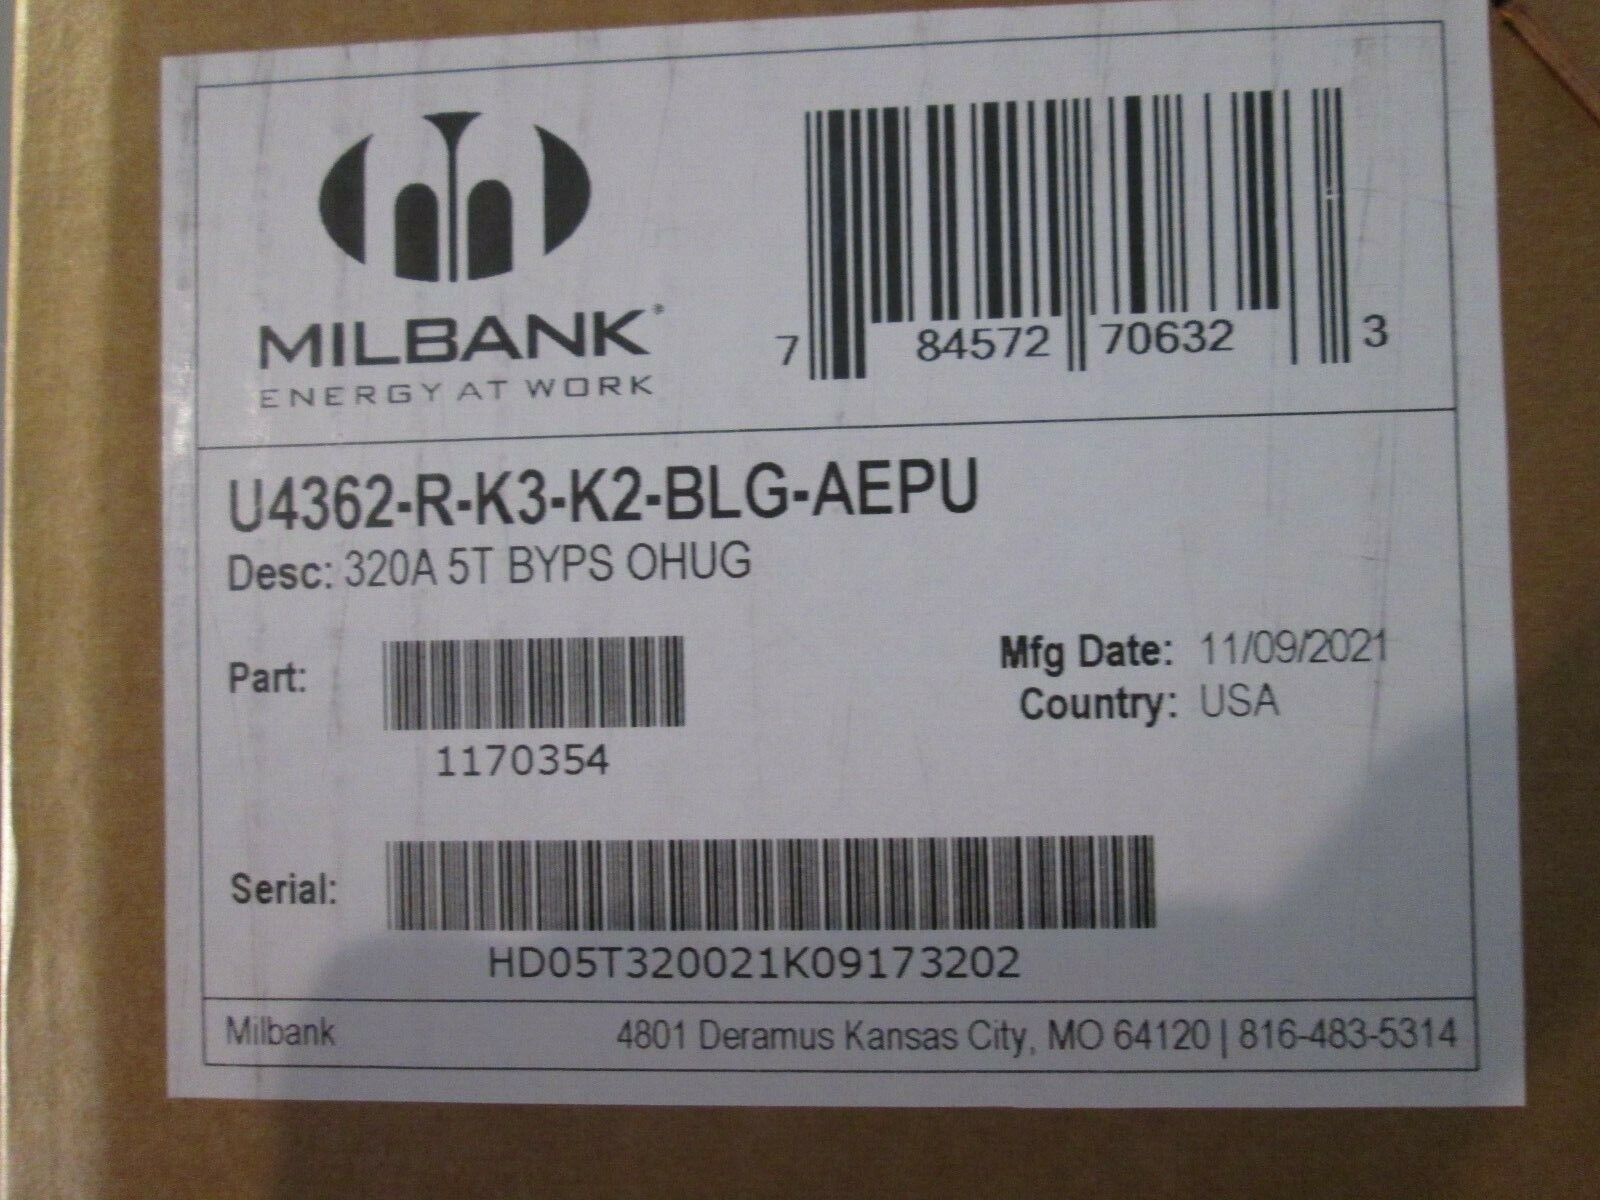 MILBANK®
ENERGY AT WORK
7 84572 70632 3
U4362-R-K3-K2-BLG-AEPU
Desc: 320A 5T BYPS OHUG
Part:
1170354
Mfg Date: 11/09/2021
Country: USA
Serial:
HD05T320021K09173202
Milbank 4801 Deramus Kansas City, MO 64120 | 816-483-5314